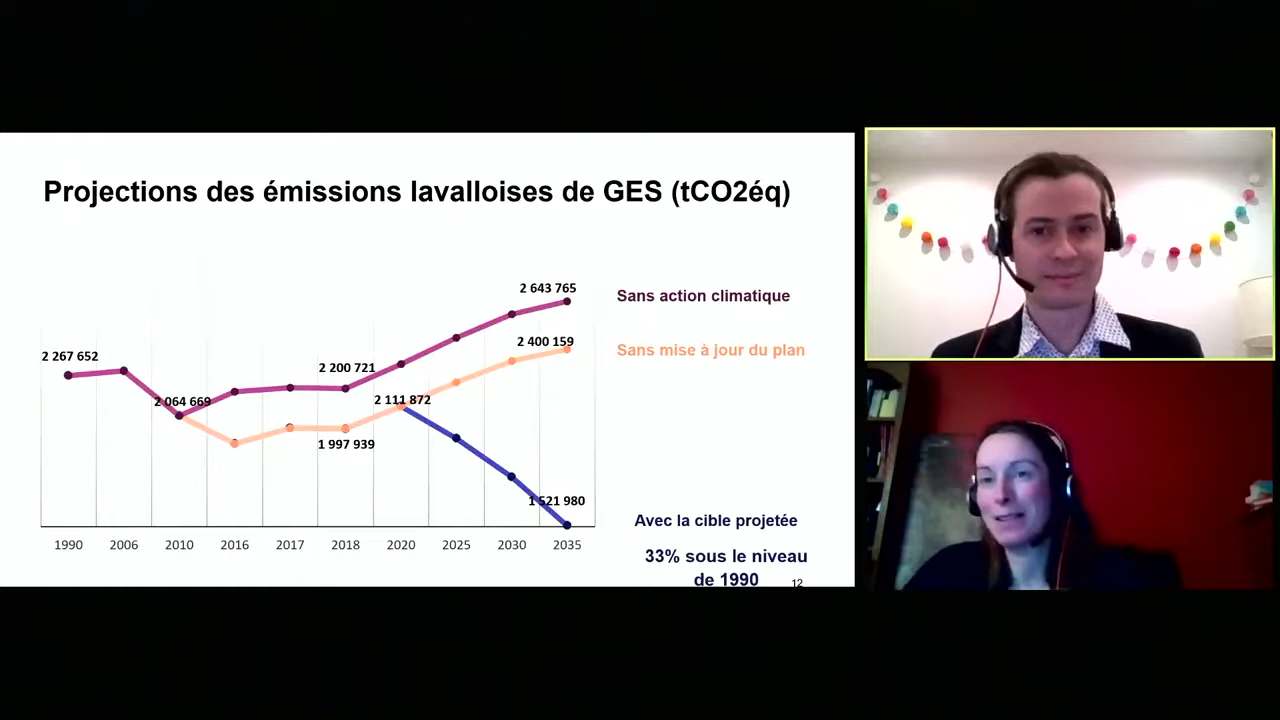 Projections des émissions lavalloises de GES (tCO2éq)
2 643 765
Sans action climatique
2 400 159
Sans mise à jour du plan
2 267 652
2 200 721
2 064 669
2 111 872
1 997 939
1 521 980
Avec la cible projetée
1990 2006 2010 2016 2017 2018 2020 2025 2030 2035
33% sous le niveau
de 1990
12